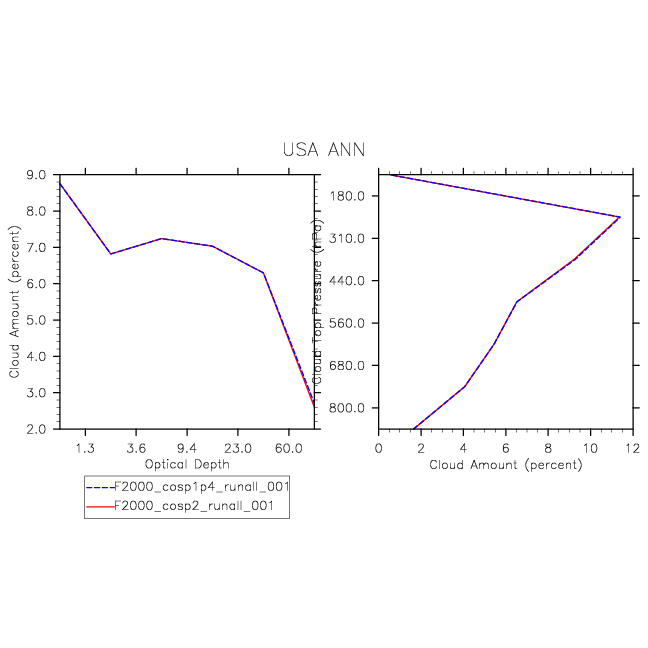 USA ANN
9.0
8.0
7.0
6.0
5.0
4.0
3.0
2.0
Cloud Amount (percent)
1.3 3.6 9.4 23.0 60.0
Optical Depth
Cloud Top Pressure (hPa)
180.0
310.0
440.0
560.0
680.0
800.0
0 2 4 6 8 10 12
Cloud Amount (percent)
F2000_cosp1p4_runall_001
F2000_cosp2_runall_001